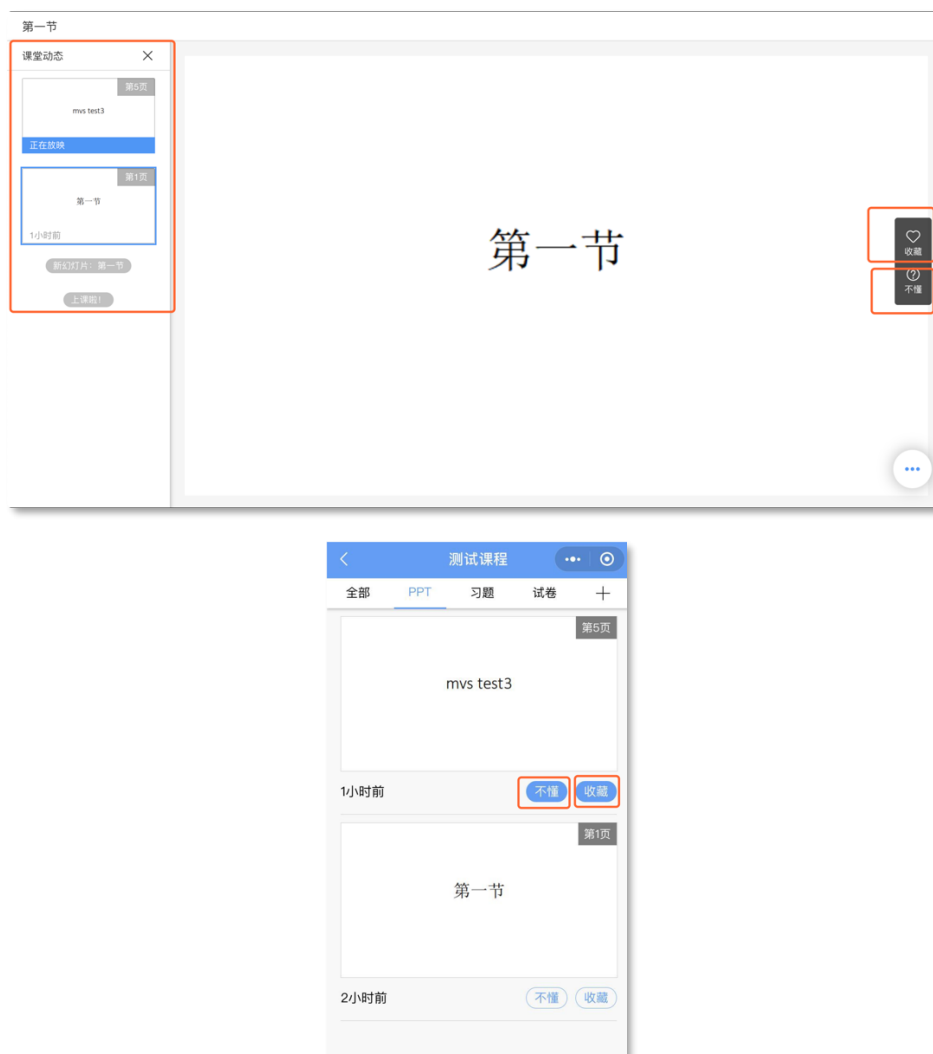 第一节
课堂动态
第5页
mvs test3
正在放映
第1页
第一节
1小时前
新幻灯片：第一节
上课啦！
第一节
收藏
不懂
测试课程
全部 PPT 习题 试卷
第5页
mvs test3
1小时前 不懂 收藏
第1页
第一节
2小时前 不懂 收藏